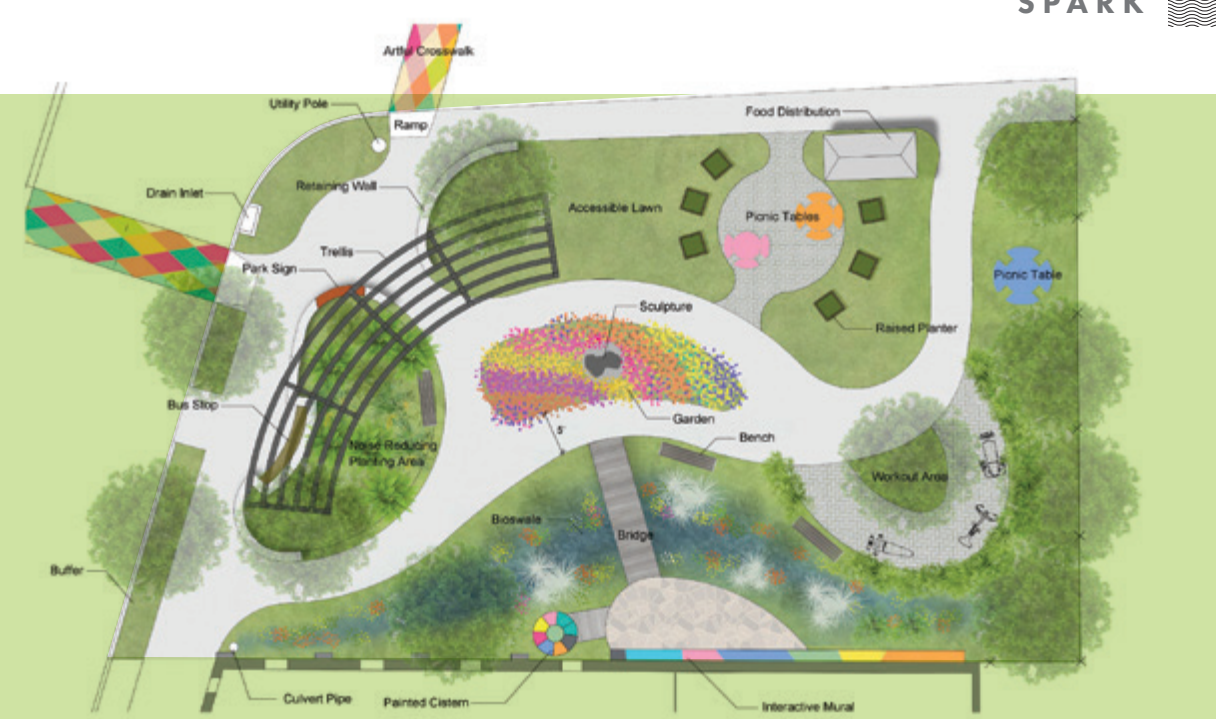 SPARK
Artful Crosswalk
Utility Pole
Ramp
Food Distribution
Drain Inlet
Retaining Wall
Accessible Lawn
Picnic Tables
Trellis
Park Sign
Picnic Table
Sculpture
Raised Planter
Bus Stop
Garden
5'
Bench
Noise Reducing
Planting Area
Workout Area
Bioswale
Bridge
Buffer
Culvert Pipe
Painted Cistern
Interactive Mural